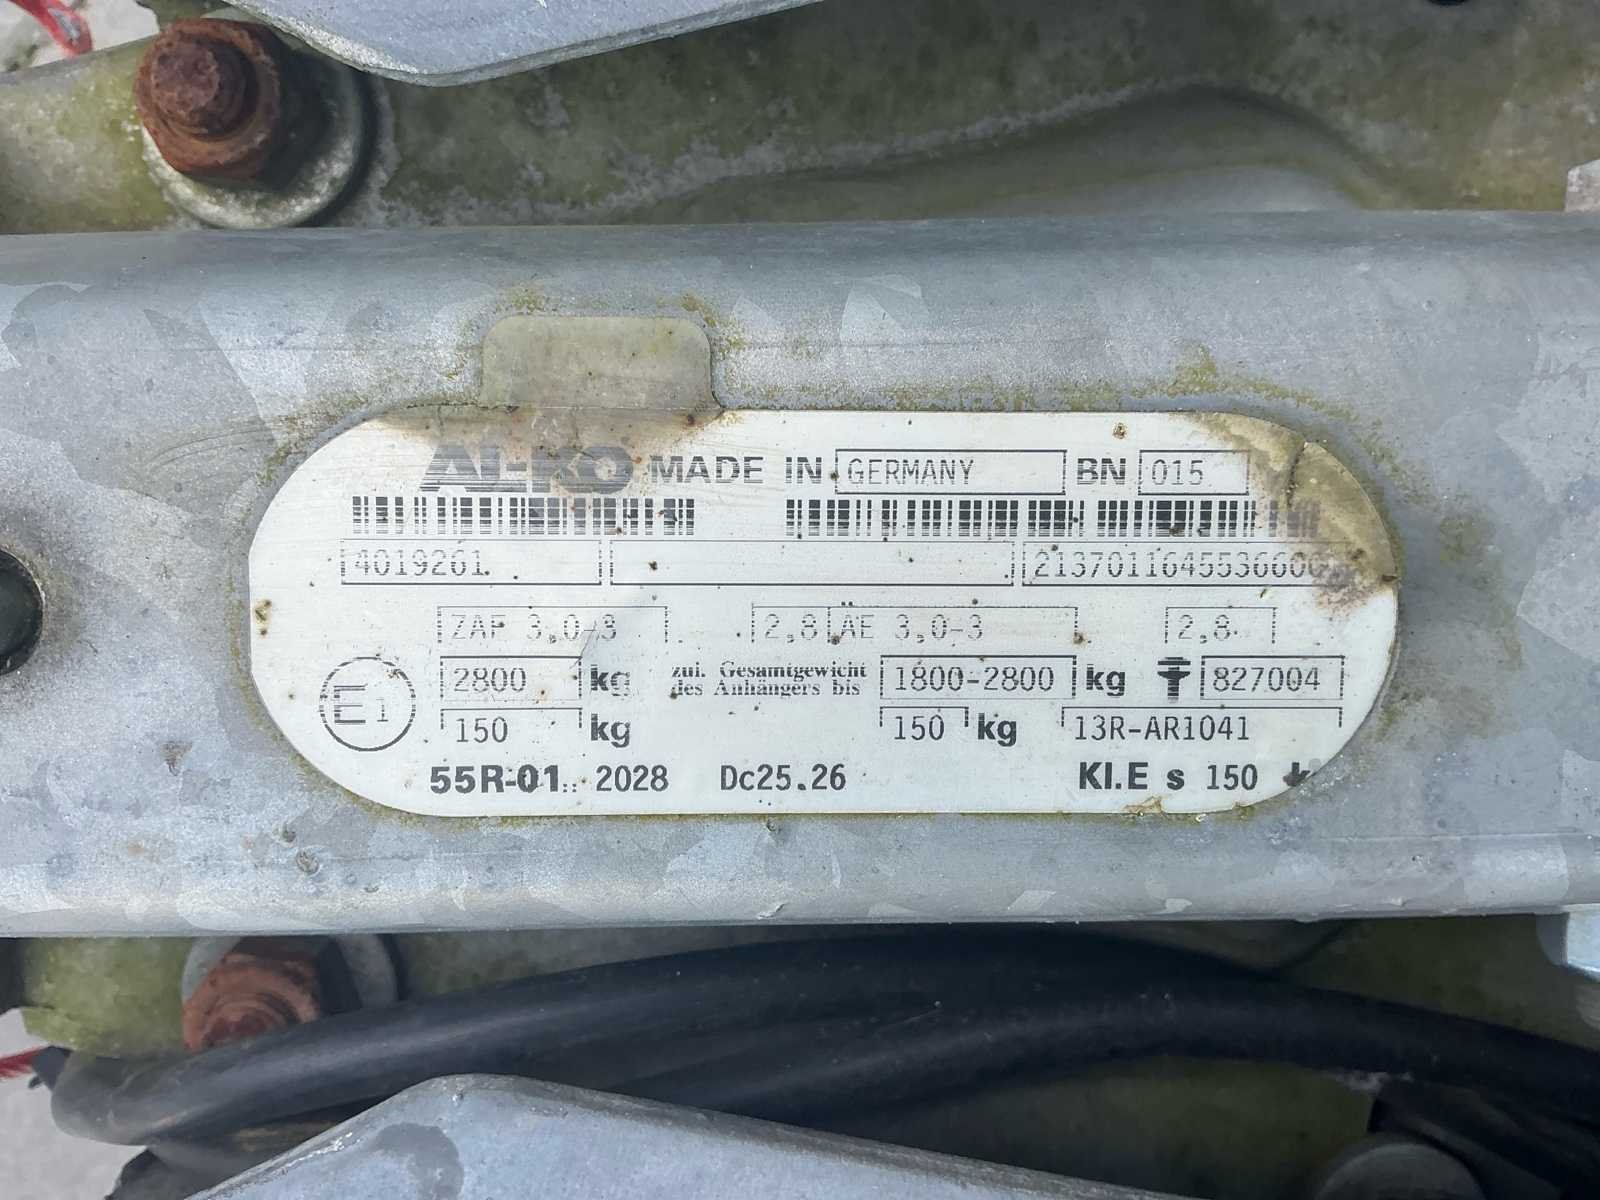 AL-KO MADE IN GERMANY BN 015
4019261 
ZAF 3,0-3 2,8 AE 3,0-3 2,8
2800 kg zul. Gesamtgewicht des Anhängers bis 1800-2800 kg 827004
E1
150 kg 150 kg 13R-AR1041
55R-01 2028 Dc25.26 Kl.E s 150